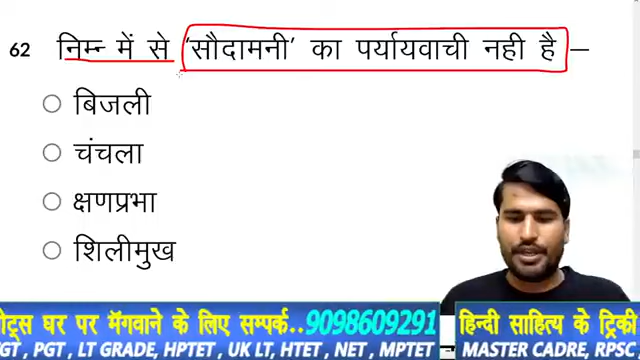 62 निम्न में से 'सौदामनी' का पर्यायवाची नही है –
बिजली
चंचला
क्षणप्रभा
शिलीमुख
नोट्स घर पर मॅगवाने के लिए सम्पर्क..9098609291 हिन्दी साहित्य के ट्रिकी
TGT , PGT , LT GRADE, HPTET , UK LT, HTET , NET , MPTET – MASTER CADRE, RPSC